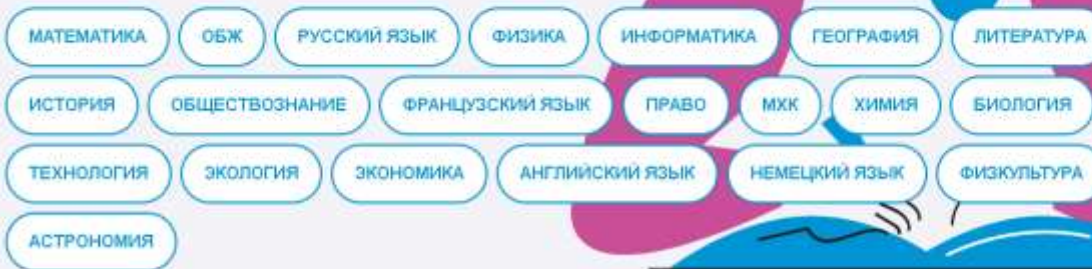 МАТЕМАТИКА ОБЖ РУССКИЙ ЯЗЫК ФИЗИКА ИНФОРМАТИКА ГЕОГРАФИЯ ЛИТЕРАТУРА
ИСТОРИЯ ОБЩЕСТВОЗНАНИЕ ФРАНЦУЗСКИЙ ЯЗЫК ПРАВО МХК ХИМИЯ БИОЛОГИЯ
ТЕХНОЛОГИЯ ЭКОЛОГИЯ ЭКОНОМИКА АНГЛИЙСКИЙ ЯЗЫК НЕМЕЦКИЙ ЯЗЫК ФИЗКУЛЬТУРА
АСТРОНОМИЯ